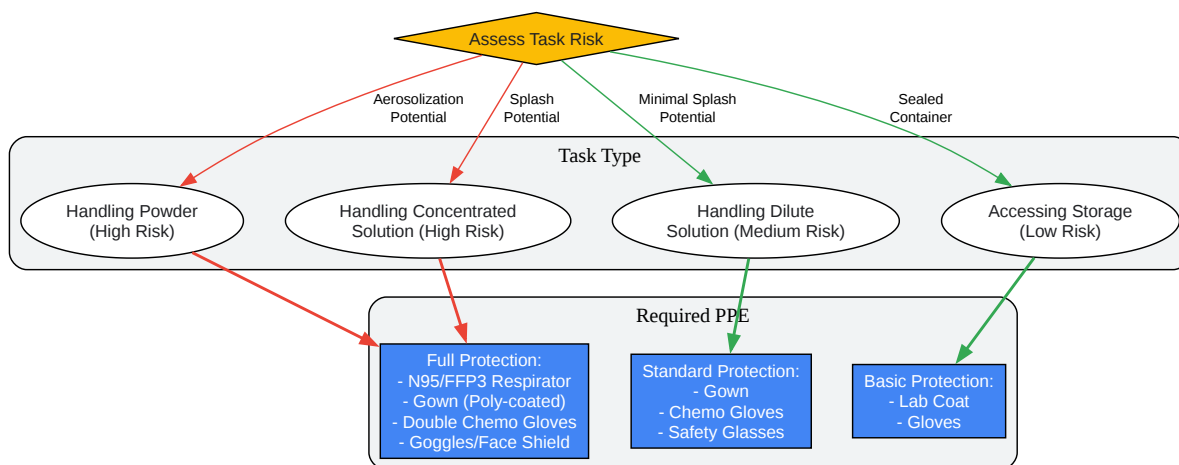 Assess Task Risk
Aerosolization
Potential
Splash
Potential
Minimal Splash
Potential
Sealed
Container
Task Type
Handling Powder
(High Risk)
Handling Concentrated
Solution (High Risk)
Handling Dilute
Solution (Medium Risk)
Accessing Storage
(Low Risk)
Required PPE
Full Protection:
- N95/FFP3 Respirator
- Gown (Poly-coated)
- Double Chemo Gloves
- Goggles/Face Shield
Standard Protection:
- Gown
- Chemo Gloves
- Safety Glasses
Basic Protection:
- Lab Coat
- Gloves